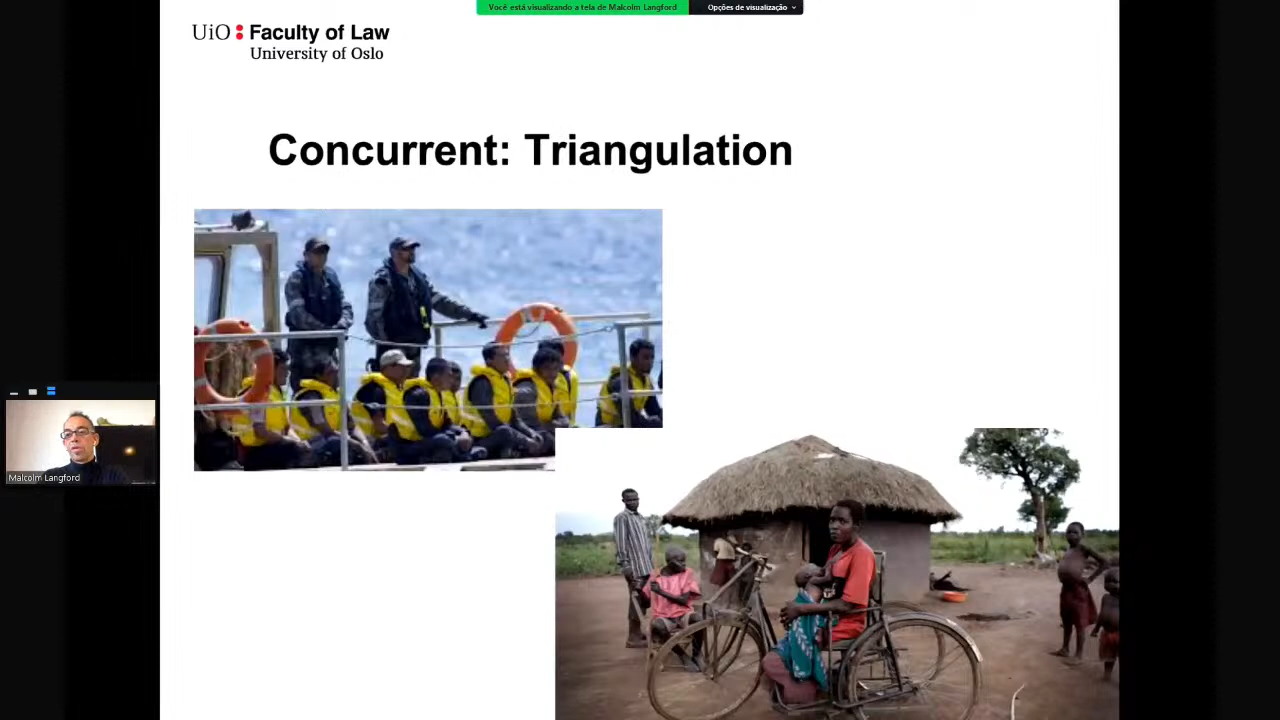 Você está visualizando a tela de Malcolm Langford
Opções de visualização
UiO Faculty of Law
University of Oslo
Concurrent: Triangulation
Malcolm Langford